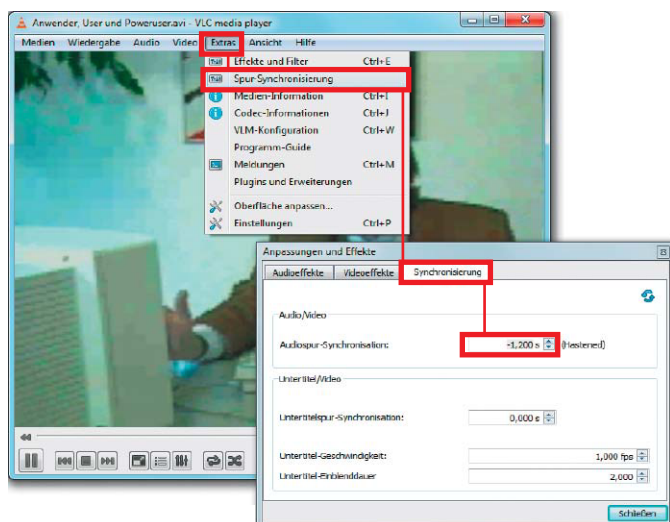 Anwender, User und Poweruser.avi - VLC media player
Medien Wiedergabe Audio Video Extras Ansicht Hilfe
Effekte und Filter Ctrl+E
Spur-Synchronisierung
Medien-Information Ctrl+I
Codec-Informationen Ctrl+J
VLM-Konfiguration Ctrl+W
Programm-Guide
Meldungen Ctrl+M
Plugins und Erweiterungen
Oberfläche anpassen...
Einstellungen Ctrl+P
Anpassungen und Effekte
Audioeffekte Videoeffekte Synchronisierung
Audio/Video
Audiospur-Synchronisation: -1,200 s (Hastened)
Untertitel/Video
Untertitelspur-Synchronisation: 0,000 s
Untertitel-Geschwindigkeit: 1,000 fps
Untertitel-Einblenddauer 2,000
Schließen